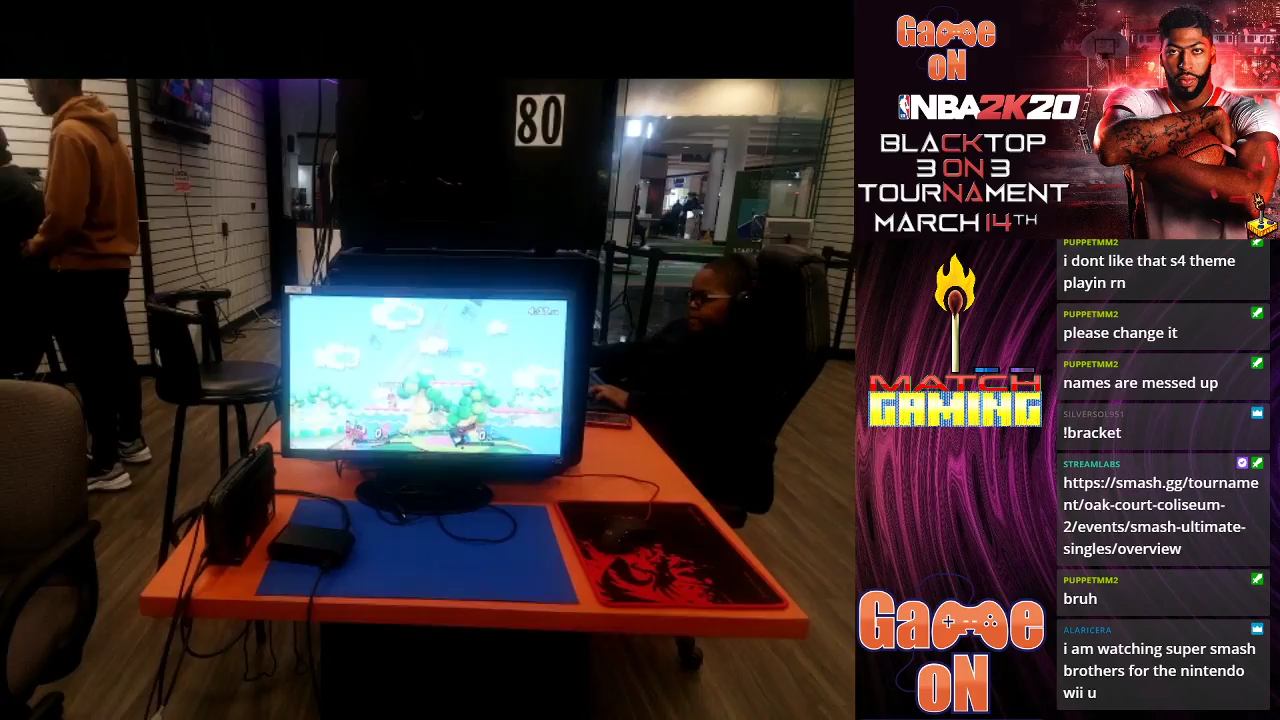 80
Game
oN
NBA2K20
BLACKTOP
3 ON 3
TOURNAMENT
MARCH 14TH
MATCH
GAMING
Game
oN
PUPPETMM2
i dont like that s4 theme
playin rn
PUPPETMM2
please change it
PUPPETMM2
names are messed up
SILVERSOL951
!bracket
STREAMLABS
https://smash.gg/tourname
nt/oak-court-coliseum-
2/events/smash-ultimate-
singles/overview
PUPPETMM2
bruh
ALARICERA
i am watching super smash
brothers for the nintendo
wii u